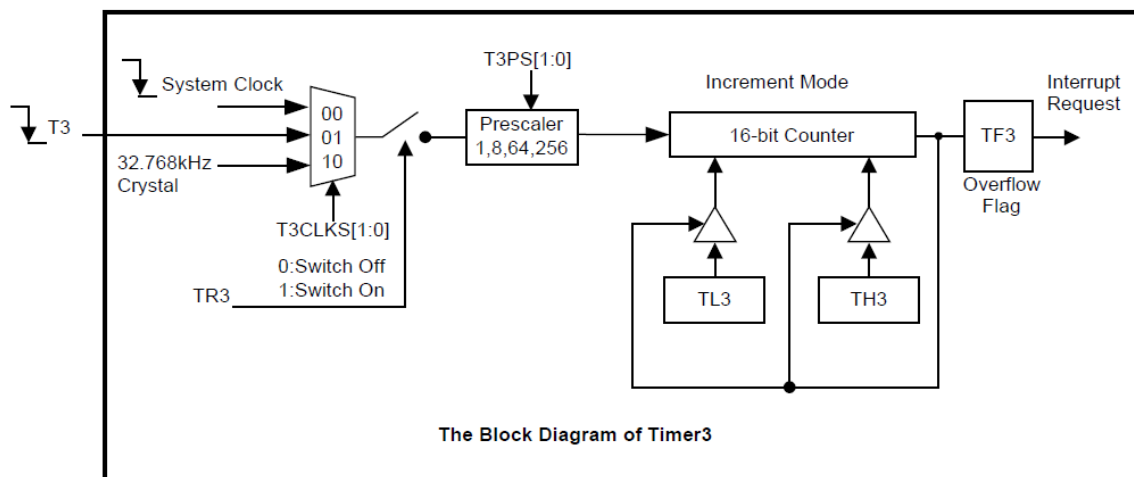 T3PS[1:0]
System Clock
Increment Mode
Interrupt
Request
T3
00
01
10
Prescaler
1,8,64,256
16-bit Counter
TF3
32.768kHz
Crystal
Overflow
Flag
T3CLKS[1:0]
0:Switch Off
1:Switch On
TR3
TL3
TH3
The Block Diagram of Timer3